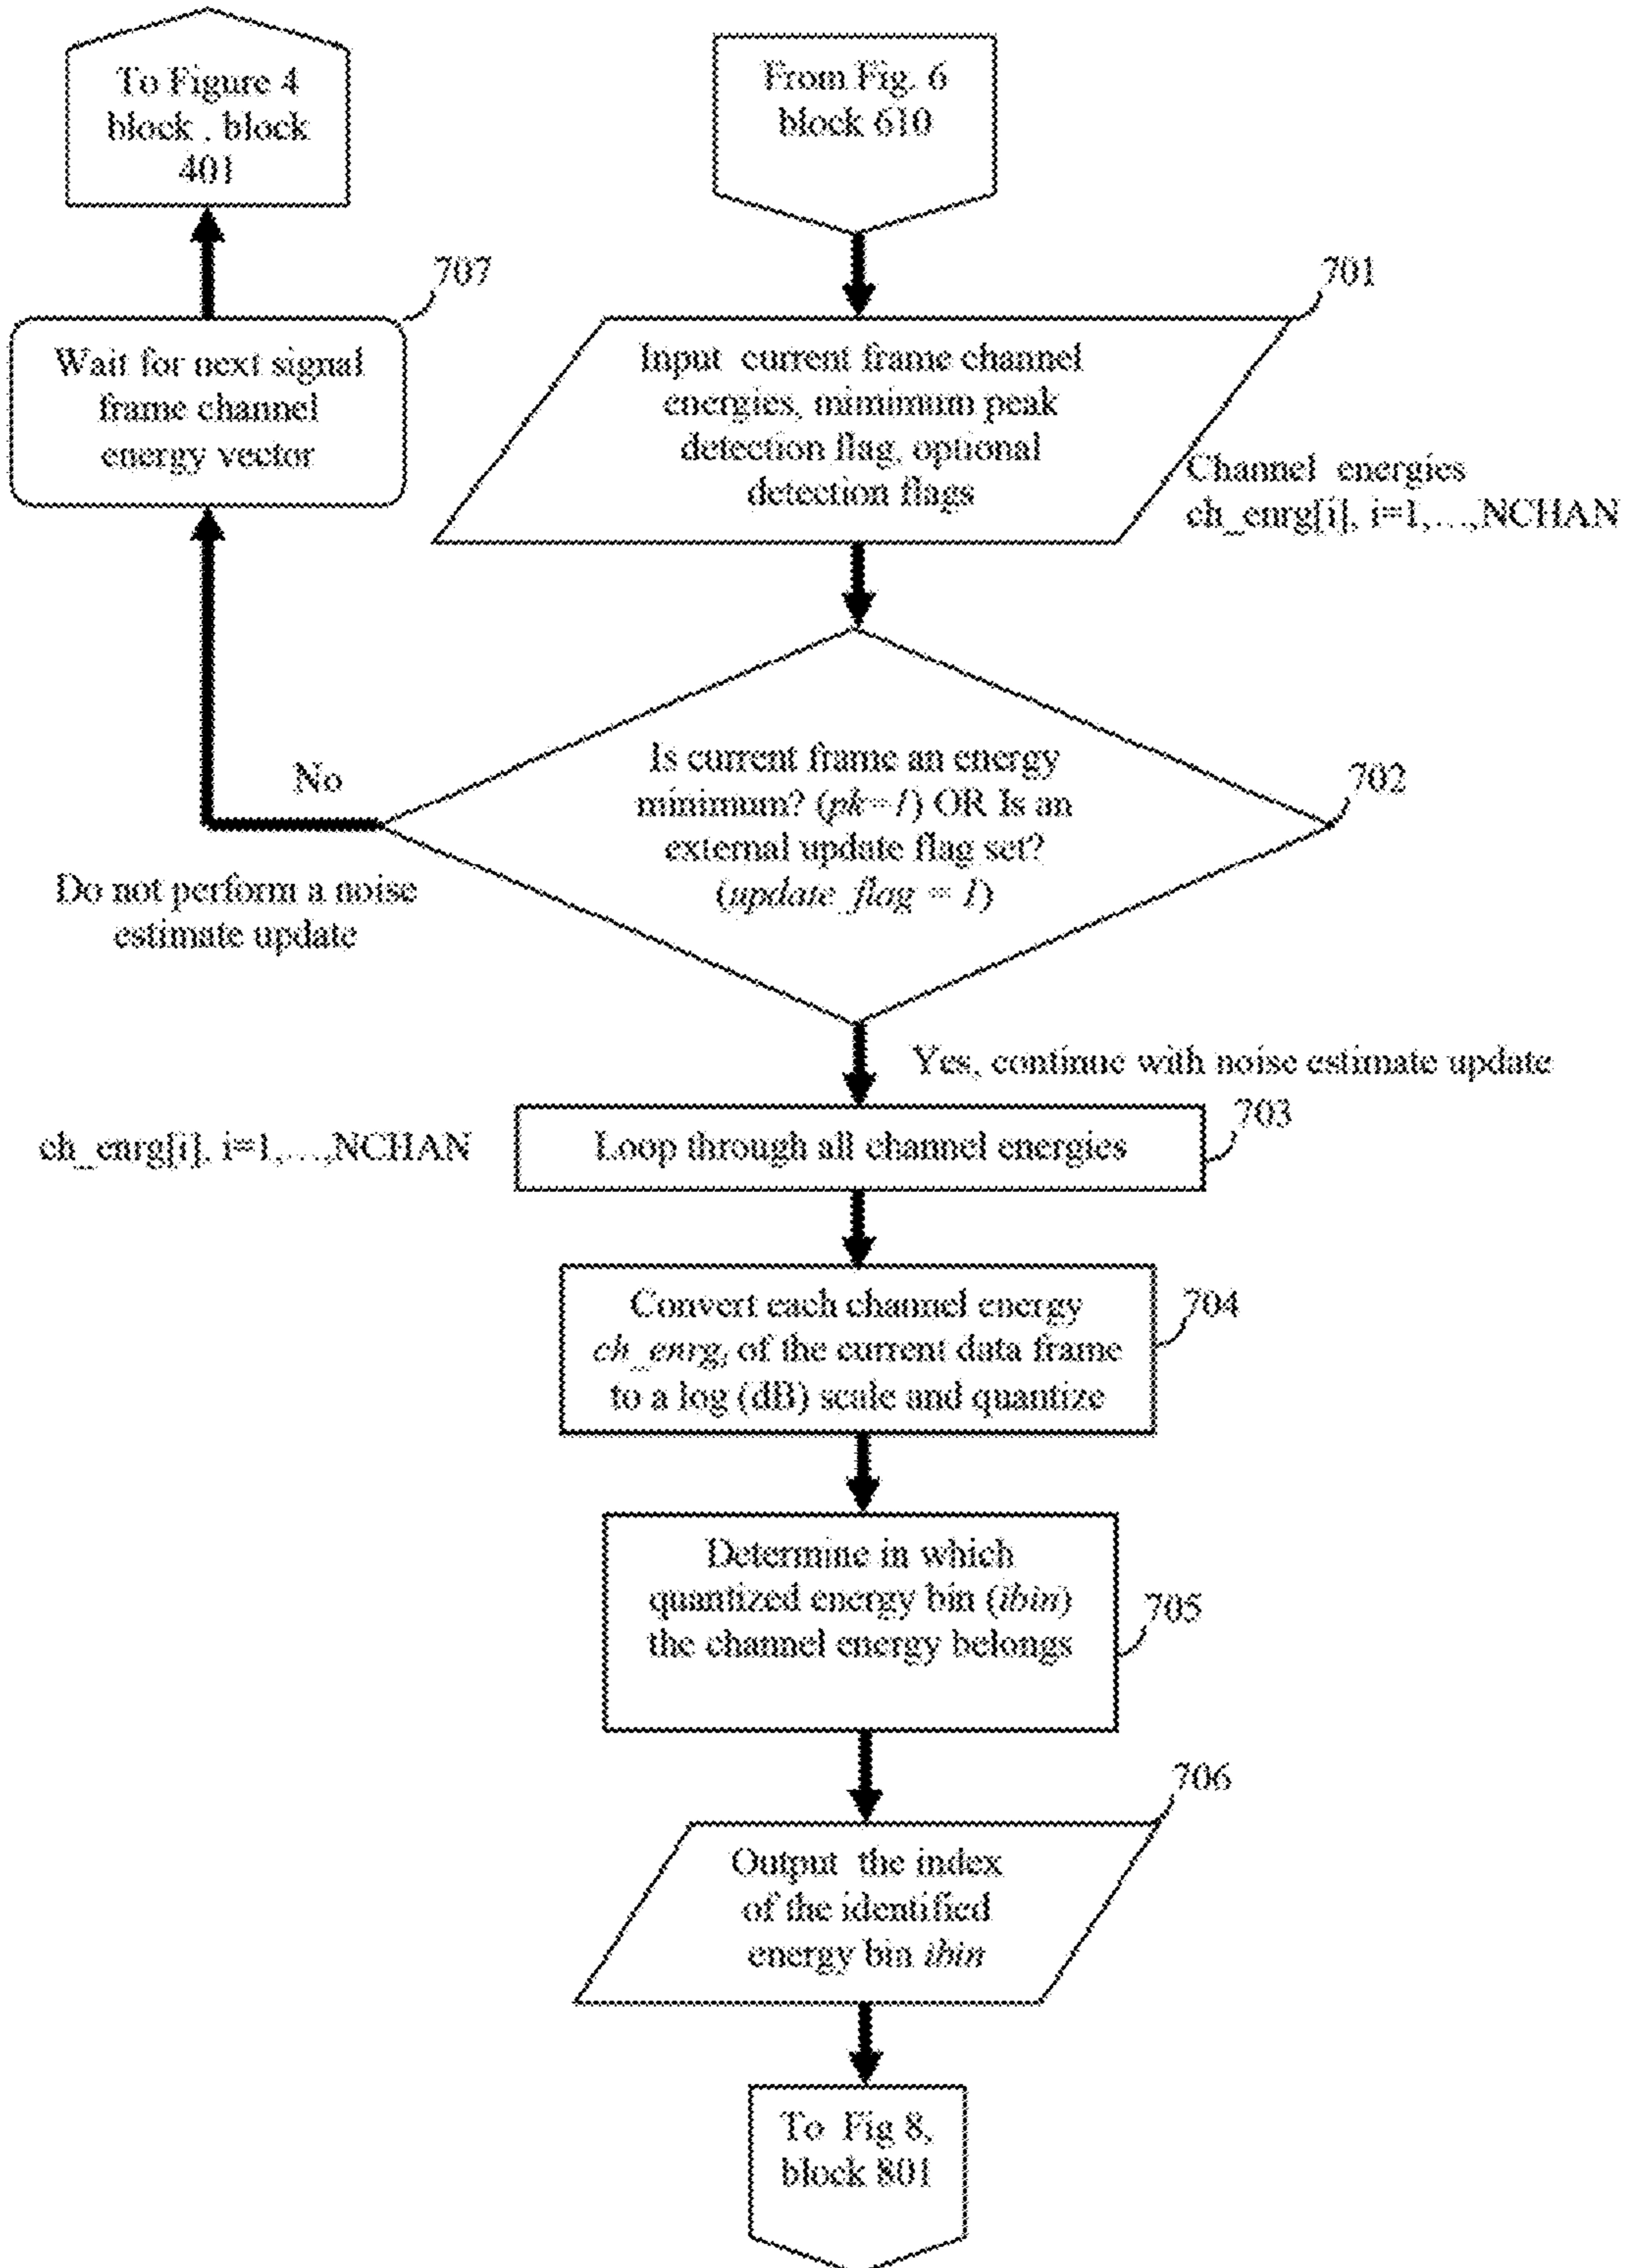 To Figure 4
block . block
401
From Fig. 6
block 610
707
Wait for next signal
frame channel
energy vector
701
Input current frame channel
energies, mimimum peak
detection flag, optional
detection flags
Channel energies
ch_enrg[i], i=1,…,NCHAN
702
Is current frame an energy
minimum? (pk=1) OR Is an
external update flag set?
(update_flag = 1)
No
Do not perform a noise
estimate update
Yes, continue with noise estimate update
703
ch_enrg[i], i=1,…,NCHAN
Loop through all channel energies
704
Convert each channel energy
ch_enrgi of the current data frame
to a log (dB) scale and quantize
705
Determine in which
quantized energy bin (ibin)
the channel energy belongs
706
Output the index
of the identified
energy bin ibin
To Fig 8,
block 801